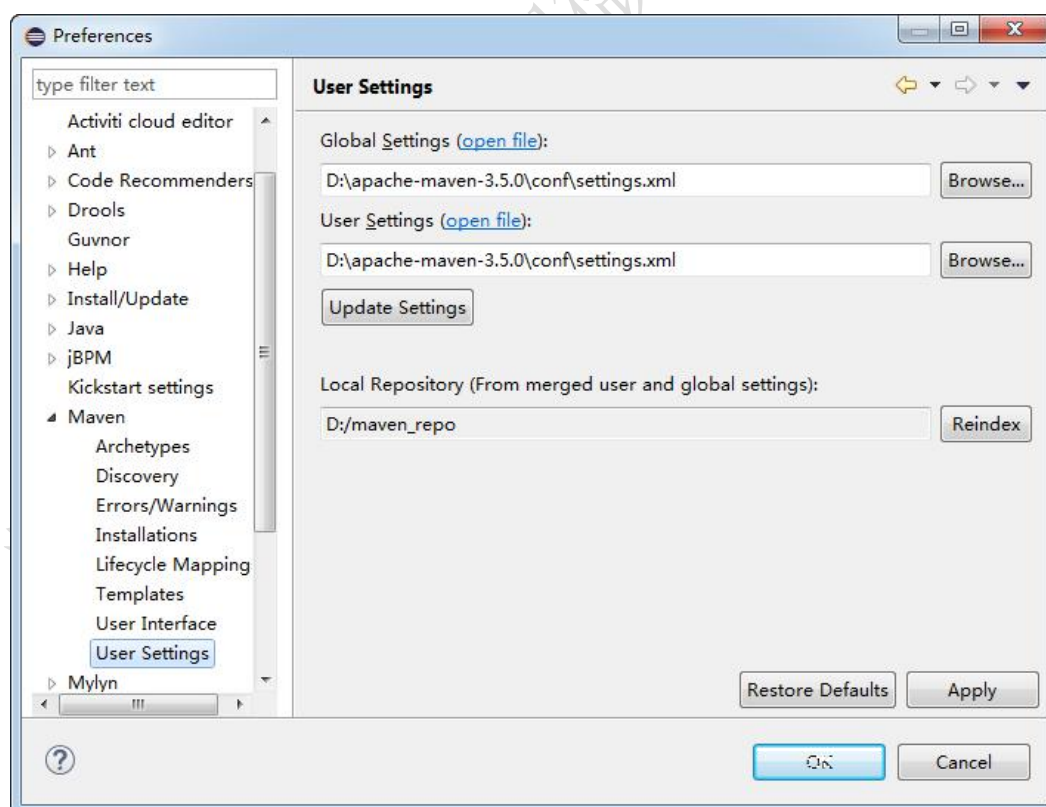 Preferences
type filter text
Activiti cloud editor
Ant
Code Recommenders
Drools
Guvnor
Help
Install/Update
Java
jBPM
Kickstart settings
Maven
Archetypes
Discovery
Errors/Warnings
Installations
Lifecycle Mapping
Templates
User Interface
User Settings
Mylyn
User Settings
Global Settings (open file):
D:\apache-maven-3.5.0\conf\settings.xml
Browse...
User Settings (open file):
D:\apache-maven-3.5.0\conf\settings.xml
Browse...
Update Settings
Local Repository (From merged user and global settings):
D:/maven_repo
Reindex
Restore Defaults
Apply
OK
Cancel